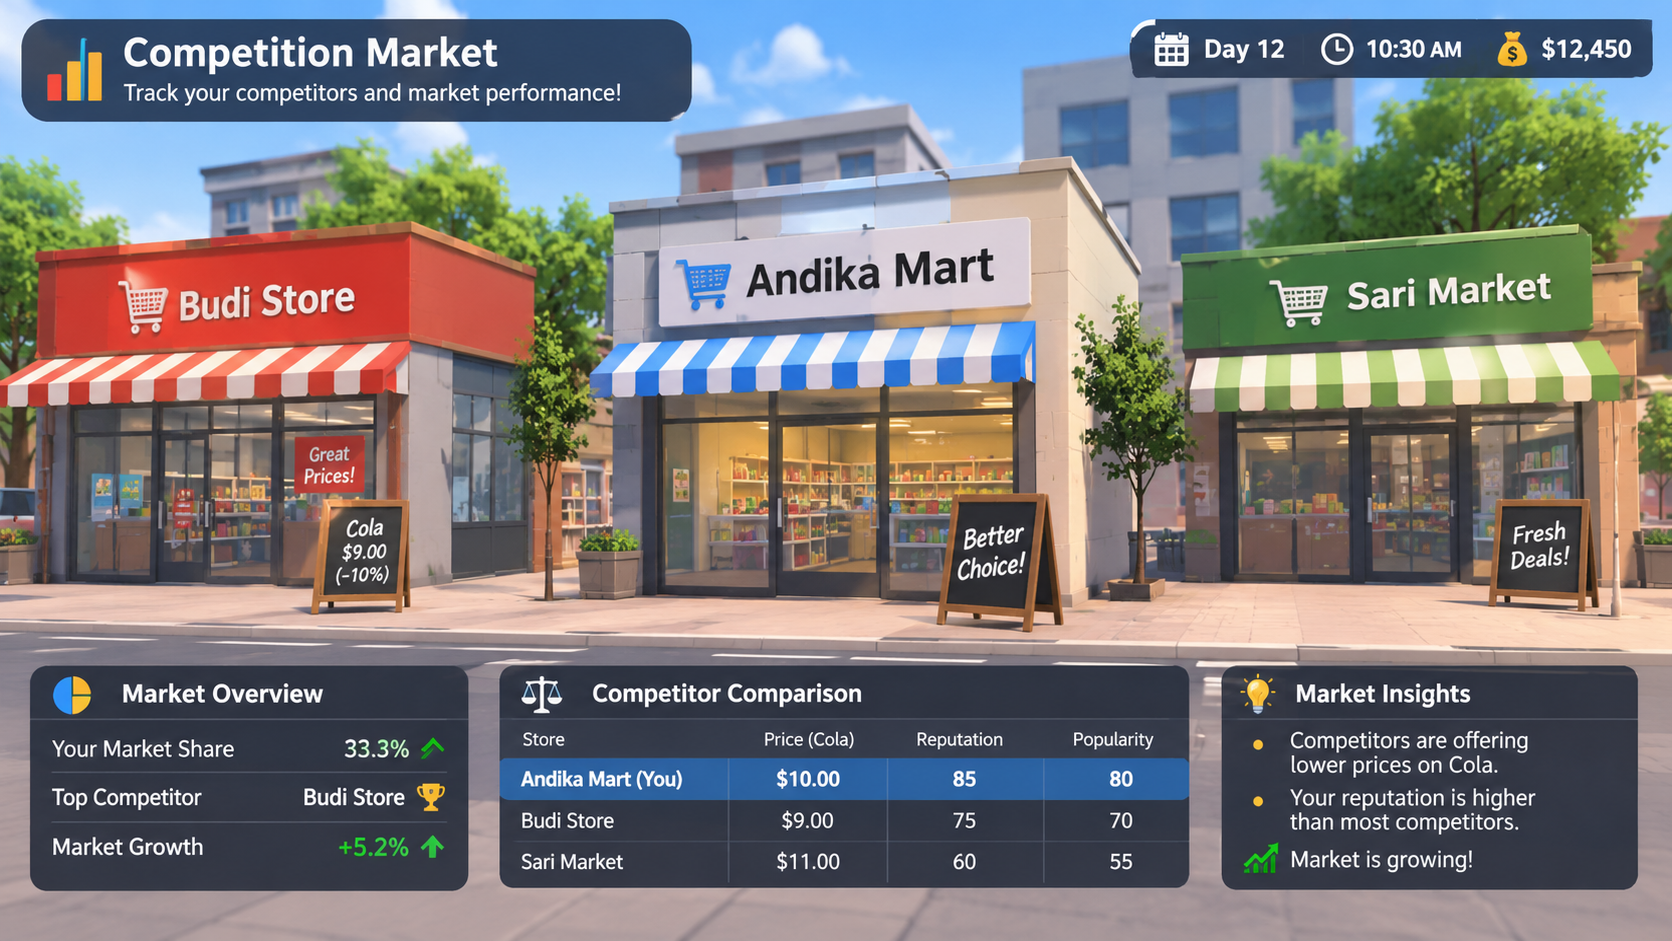 Competition Market
Track your competitors and market performance!
Day 12
10:30 AM
$12,450
Budi Store
Andika Mart
Sari Market
Great
Prices!
Cola
$9.00
(-10%)
Better
Choice!
Fresh
Deals!
Market Overview
Your Market Share 33.3%
Top Competitor Budi Store
Market Growth +5.2%
Competitor Comparison
Store Price (Cola) Reputation Popularity
Andika Mart (You) $10.00 85 80
Budi Store $9.00 75 70
Sari Market $11.00 60 55
Market Insights
Competitors are offering
lower prices on Cola.
Your reputation is higher
than most competitors.
Market is growing!